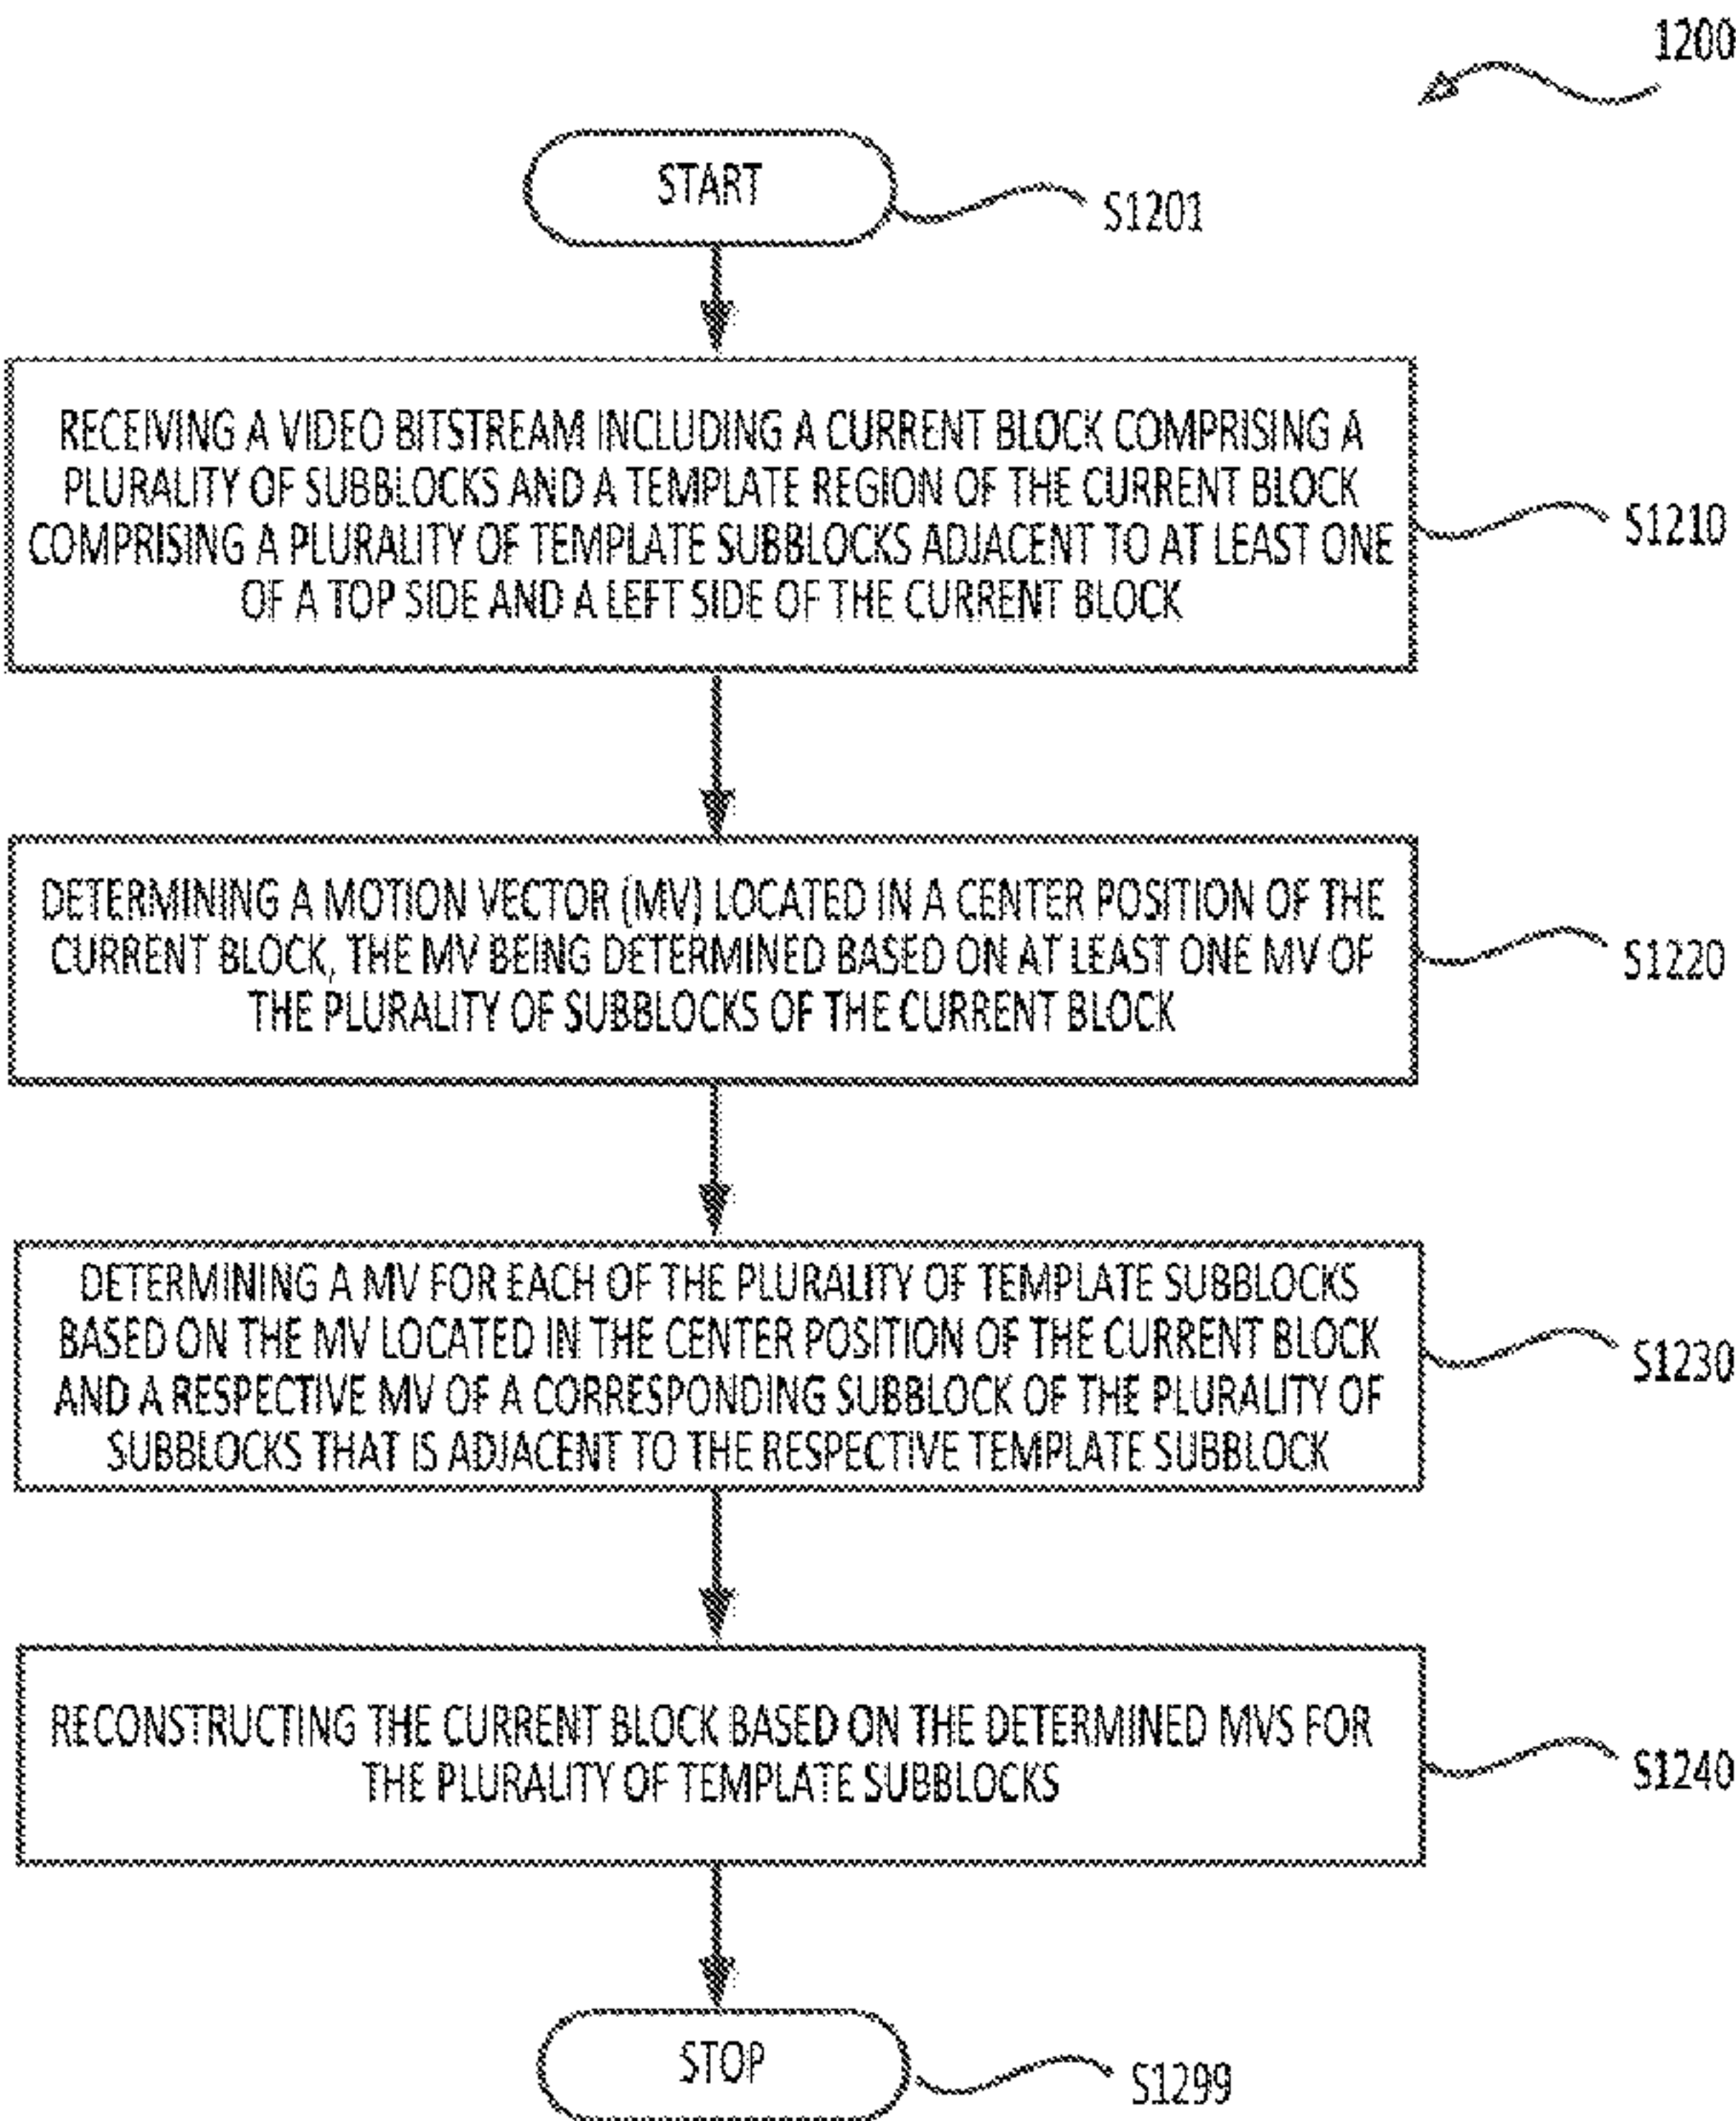 1200
START
S1201
RECEIVING A VIDEO BITSTREAM INCLUDING A CURRENT BLOCK COMPRISING A
PLURALITY OF SUBBLOCKS AND A TEMPLATE REGION OF THE CURRENT BLOCK
COMPRISING A PLURALITY OF TEMPLATE SUBBLOCKS ADJACENT TO AT LEAST ONE
OF A TOP SIDE AND A LEFT SIDE OF THE CURRENT BLOCK
S1210
DETERMINING A MOTION VECTOR (MV) LOCATED IN A CENTER POSITION OF THE
CURRENT BLOCK, THE MV BEING DETERMINED BASED ON AT LEAST ONE MV OF
THE PLURALITY OF SUBBLOCKS OF THE CURRENT BLOCK
S1220
DETERMINING A MV FOR EACH OF THE PLURALITY OF TEMPLATE SUBBLOCKS
BASED ON THE MV LOCATED IN THE CENTER POSITION OF THE CURRENT BLOCK
AND A RESPECTIVE MV OF A CORRESPONDING SUBBLOCK OF THE PLURALITY OF
SUBBLOCKS THAT IS ADJACENT TO THE RESPECTIVE TEMPLATE SUBBLOCK
S1230
RECONSTRUCTING THE CURRENT BLOCK BASED ON THE DETERMINED MVS FOR
THE PLURALITY OF TEMPLATE SUBBLOCKS
S1240
STOP
S1299